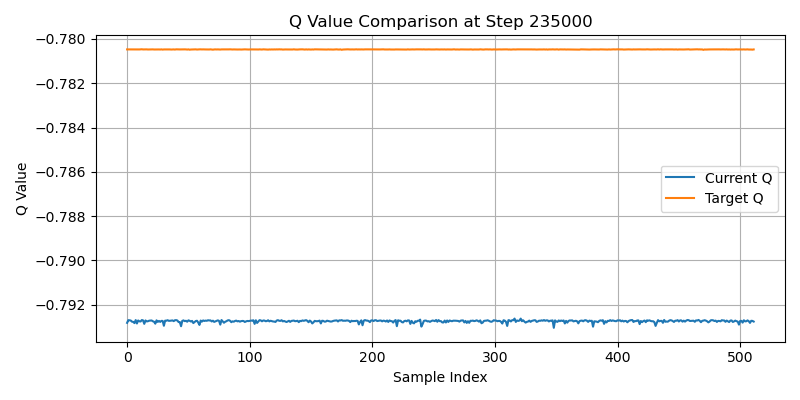 Q Value Comparison at Step 235000
−0.780
−0.782
−0.784
−0.786
−0.788
−0.790
−0.792
Q Value
Current Q
Target Q
0
100
200
300
400
500
Sample Index